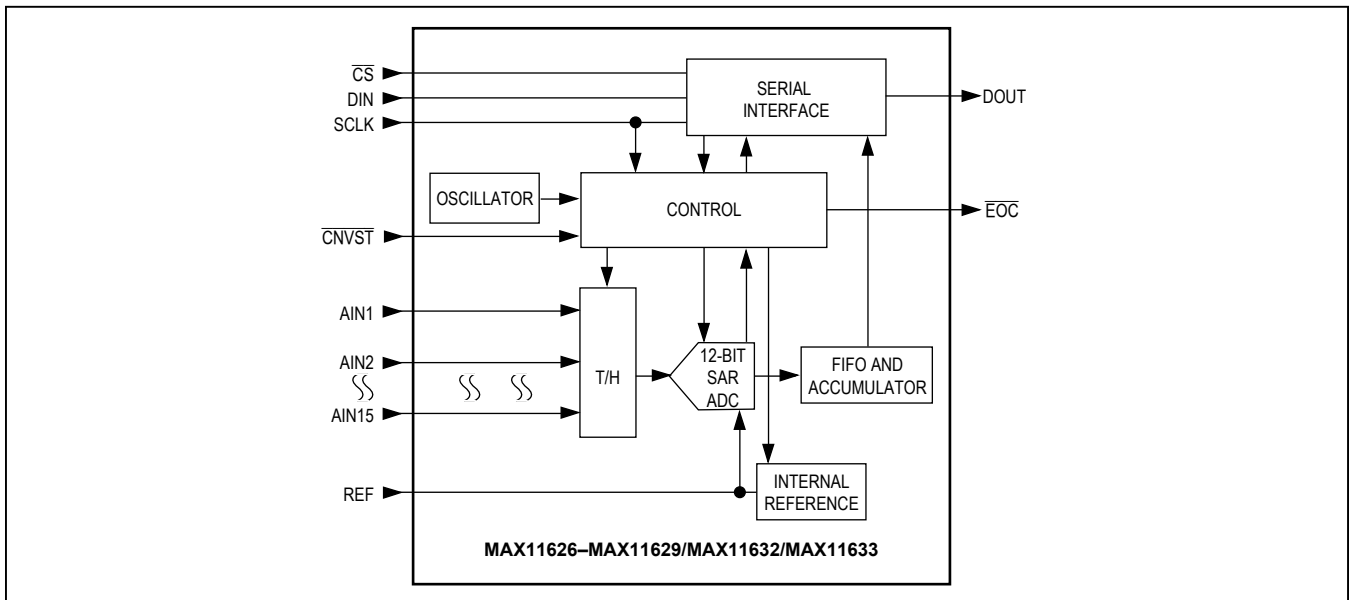 CS
DIN
SCLK
SERIAL
INTERFACE
DOUT
OSCILLATOR
CONTROL
EOC
CNVST
AIN1
AIN2
AIN15
T/H
12-BIT
SAR
ADC
FIFO AND
ACCUMULATOR
REF
INTERNAL
REFERENCE
MAX11626–MAX11629/MAX11632/MAX11633